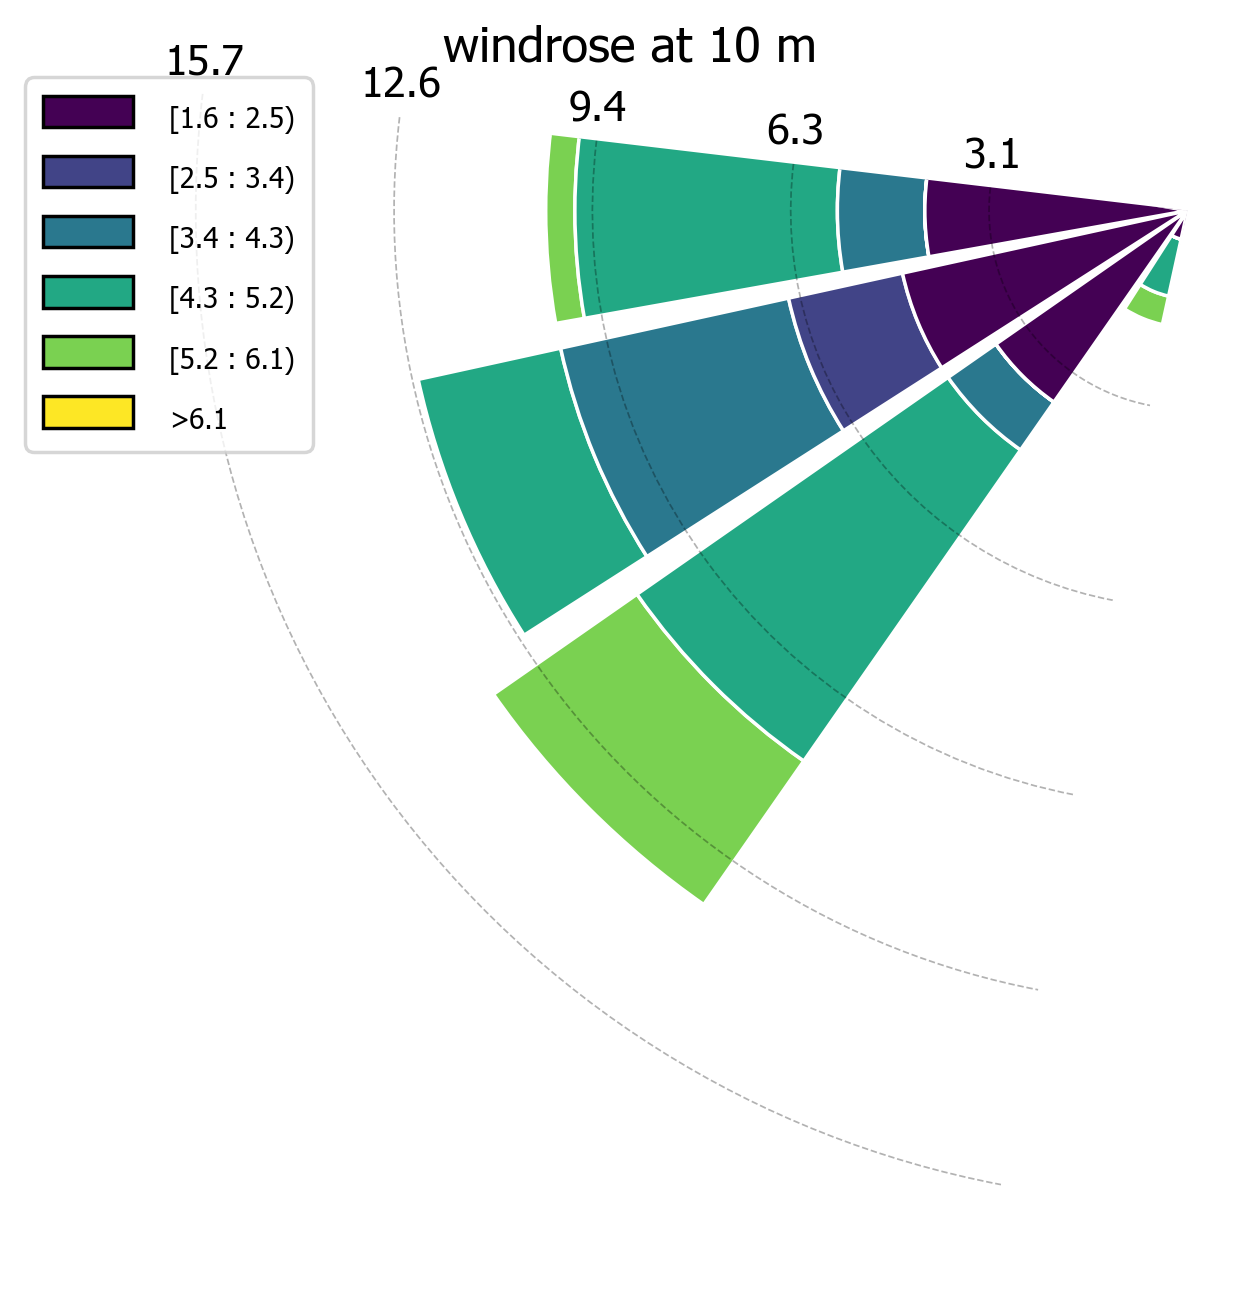 windrose at 10 m
15.7
12.6
9.4
6.3
3.1
[1.6 : 2.5)
[2.5 : 3.4)
[3.4 : 4.3)
[4.3 : 5.2)
[5.2 : 6.1)
>6.1